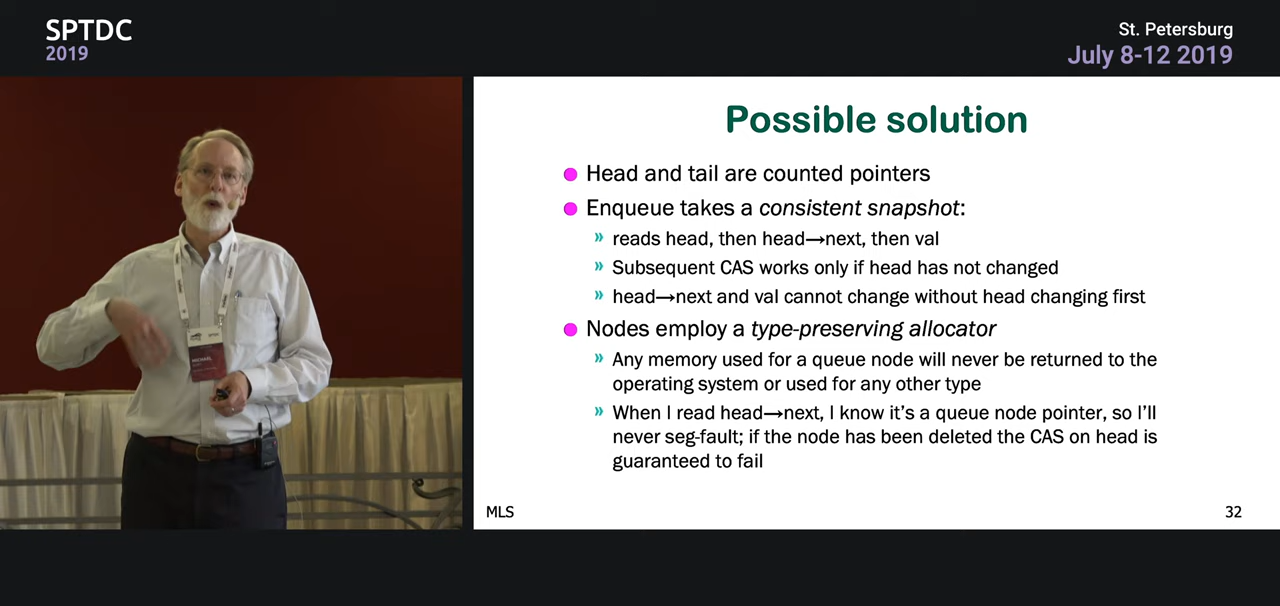 SPTDC
2019
St. Petersburg
July 8-12 2019
Possible solution
Head and tail are counted pointers
Enqueue takes a consistent snapshot:
» reads head, then head→next, then val
» Subsequent CAS works only if head has not changed
» head→next and val cannot change without head changing first
Nodes employ a type-preserving allocator
» Any memory used for a queue node will never be returned to the
operating system or used for any other type
» When I read head→next, I know it's a queue node pointer, so I'll
never seg-fault; if the node has been deleted the CAS on head is
guaranteed to fail
MLS
32
MICHAEL